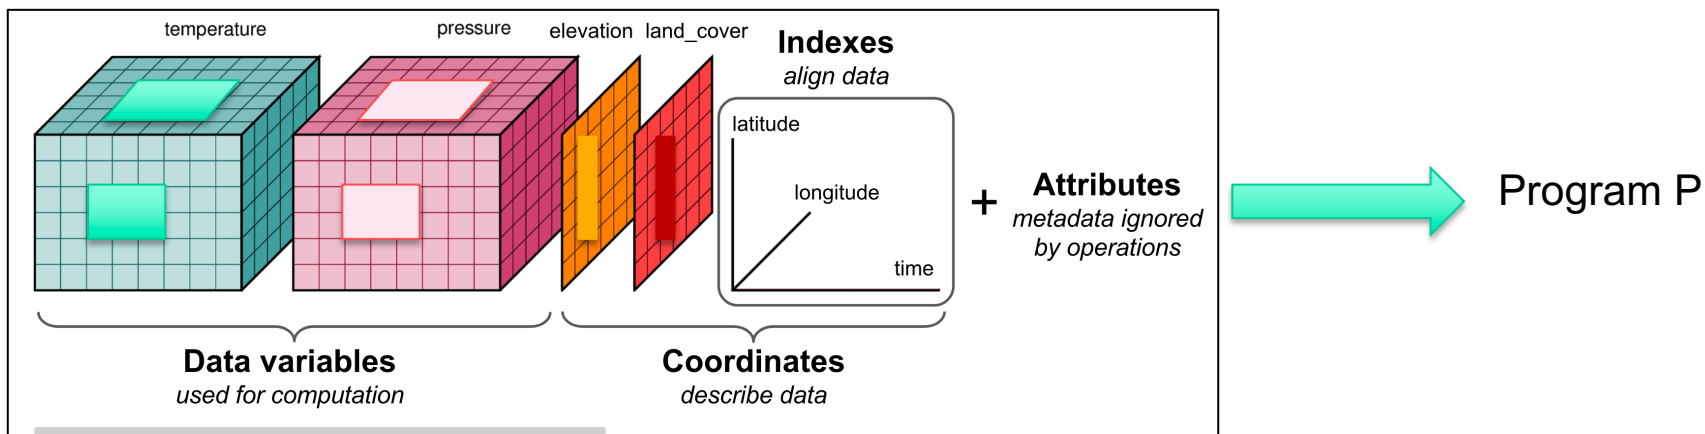 temperature
pressure
elevation
land_cover
Indexes
align data
latitude
longitude
time
+
Attributes
metadata ignored
by operations
Program P
Data variables
used for computation
Coordinates
describe data